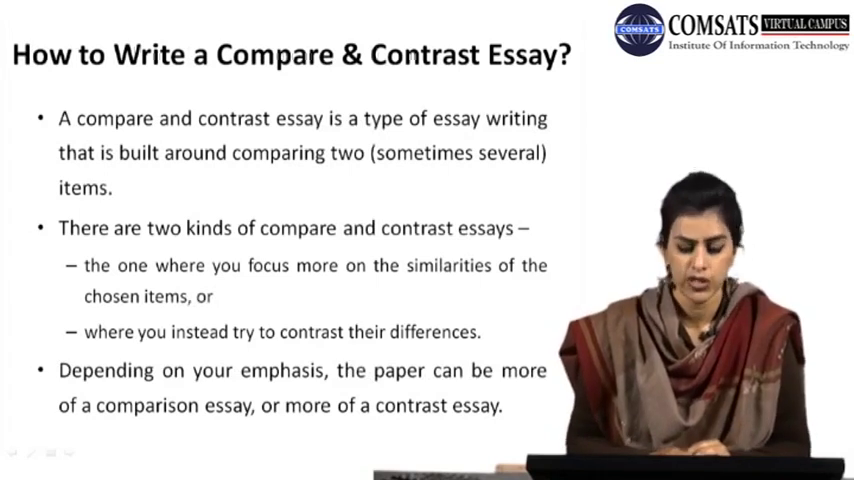 COMSATS VIRTUAL CAMPUS
Institute Of Information Technology
COMSATS
How to Write a Compare & Contrast Essay?
• A compare and contrast essay is a type of essay writing
that is built around comparing two (sometimes several)
items.
• There are two kinds of compare and contrast essays –
– the one where you focus more on the similarities of the
chosen items, or
– where you instead try to contrast their differences.
• Depending on your emphasis, the paper can be more
of a comparison essay, or more of a contrast essay.